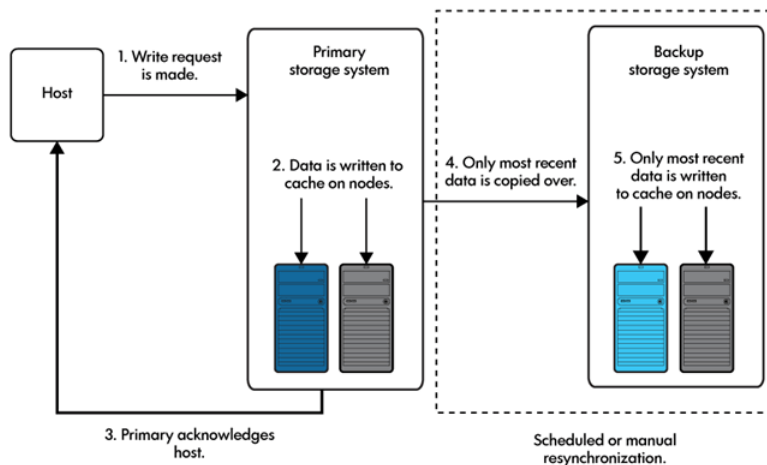 Host
1. Write request
is made.
Primary
storage system
2. Data is written to
cache on nodes.
3. Primary acknowledges
host.
4. Only most recent
data is copied over.
Backup
storage system
5. Only most recent
data is written
to cache on nodes.
Scheduled or manual
resynchronization.